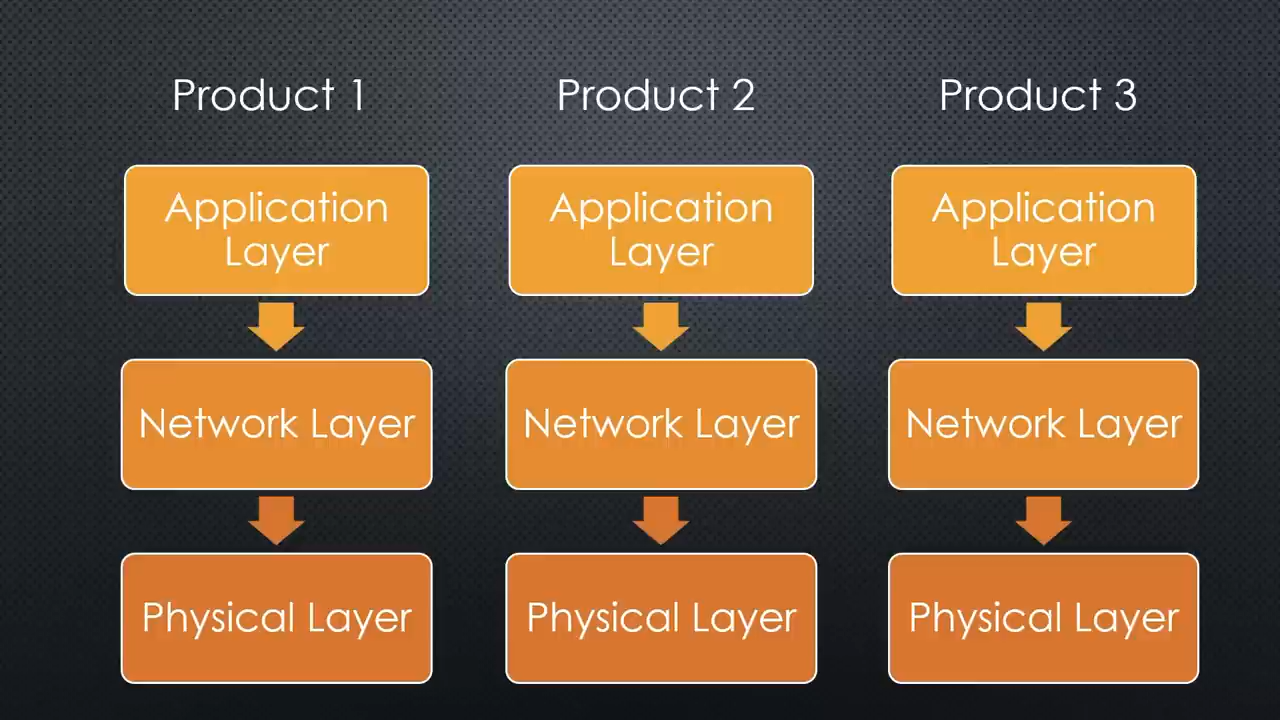 Product 1
Product 2
Product 3
Application
Layer
Application
Layer
Application
Layer
Network Layer
Network Layer
Network Layer
Physical Layer
Physical Layer
Physical Layer